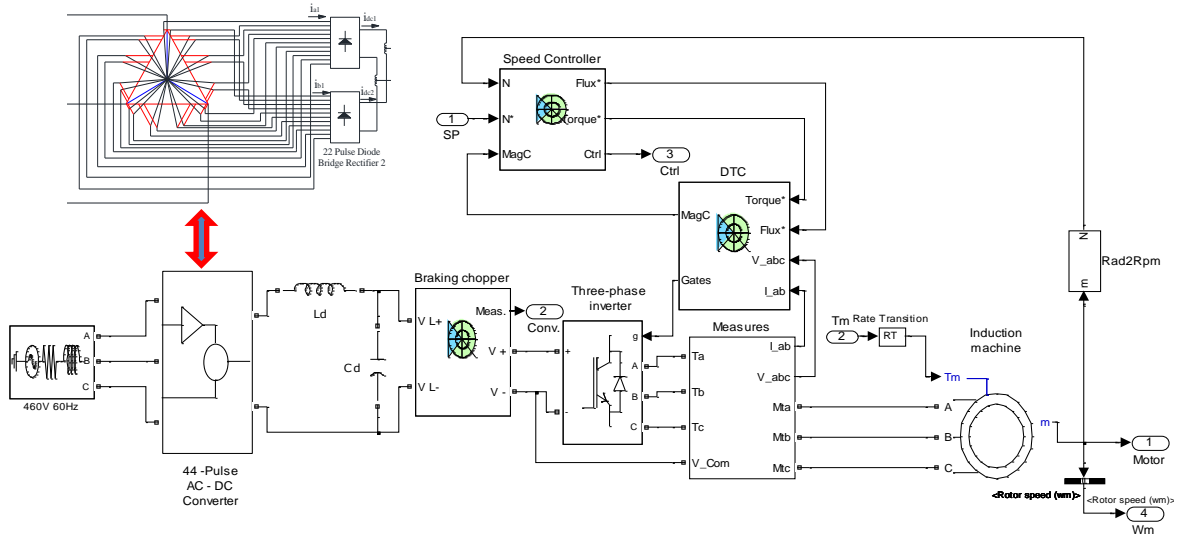 ia1
idc1
ib1
idc2
22 Pulse Diode
Bridge Rectifier 2
Speed Controller
N
N*
MagC
Flux*
Torque*
Ctrl
1
SP
3
Ctrl
DTC
MagC
Gates
Torque*
Flux*
V_abc
I_ab
N
m
Rad2Rpm
460V 60Hz
A
B
C
44 -Pulse
AC - DC
Converter
Ld
Cd
Braking chopper
V L+
V L-
Meas.
V +
V -
2
Conv.
Three-phase
inverter
g
+
-
A
B
C
Measures
Ta
Tb
Tc
V_Com
I_ab
V_abc
Mta
Mtb
Mtc
Tm
2
Rate Transition
RT
Induction
machine
Tm
A
B
C
m
1
Motor
<Rotor speed (wm)>
<Rotor speed (wm)>
4
Wm